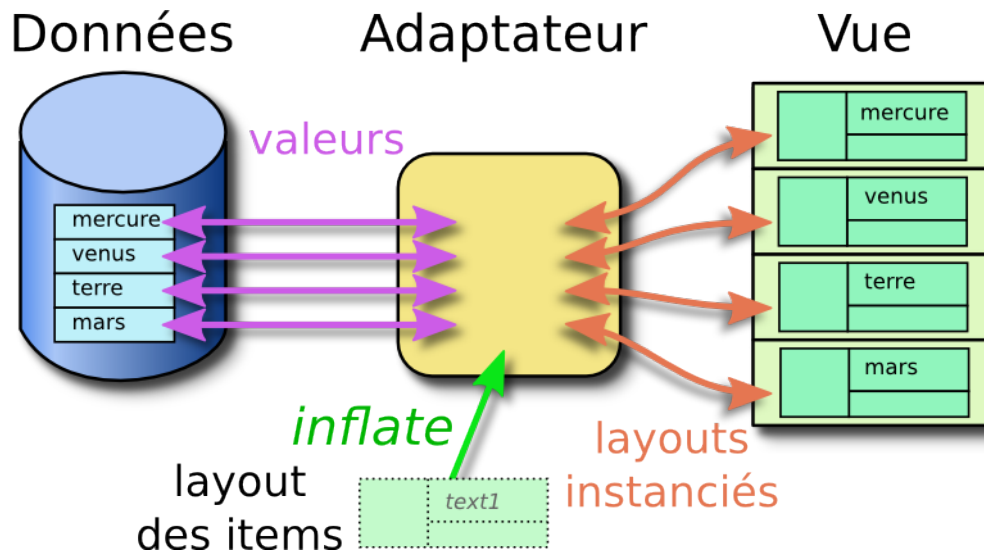 Données
Adaptateur
Vue
valeurs
mercure
venus
terre
mars
mercure
venus
terre
mars
inflate
layout
des items
text1
layouts
instanciés